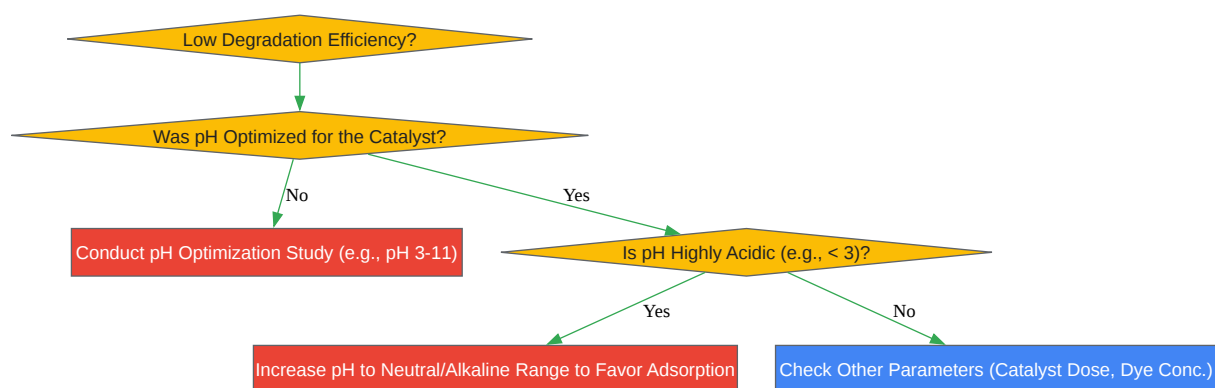 Low Degradation Efficiency?
Was pH Optimized for the Catalyst?
No
Yes
Conduct pH Optimization Study (e.g., pH 3-11)
Is pH Highly Acidic (e.g., < 3)?
Yes
No
Increase pH to Neutral/Alkaline Range to Favor Adsorption
Check Other Parameters (Catalyst Dose, Dye Conc.)